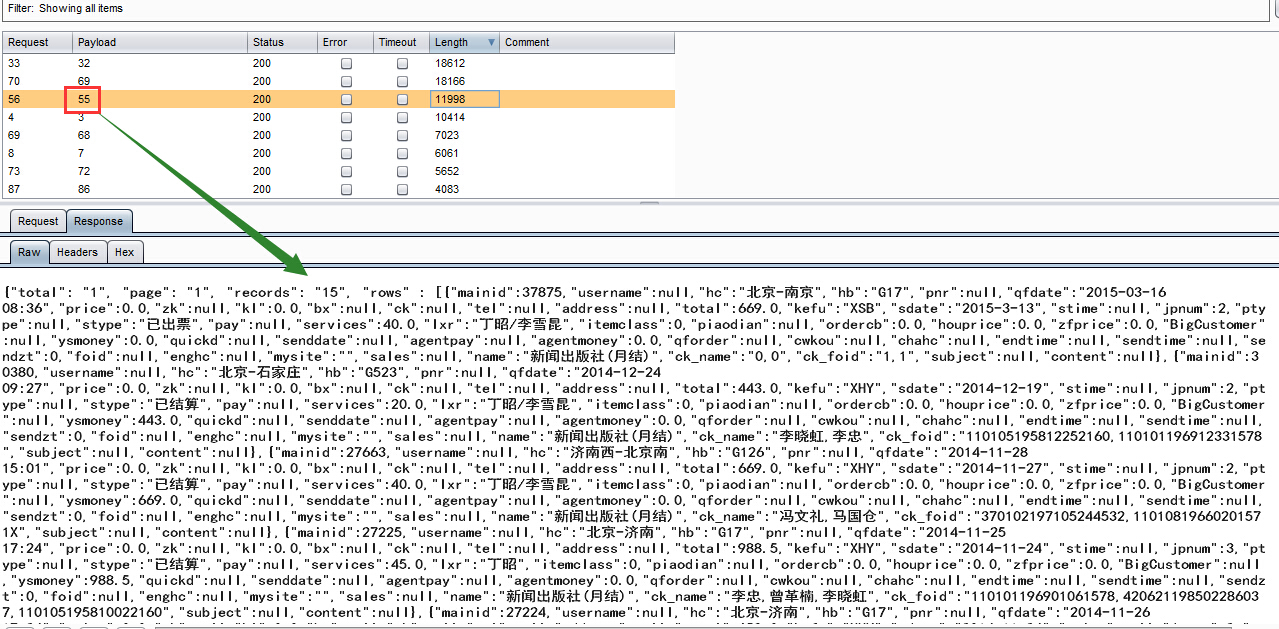 Filter: Showing all items
Request Payload Status Error Timeout Length Comment
33 32 200 18612
70 69 200 18166
56 55 200 11998
4 3 200 10414
69 68 200 7023
8 7 200 6061
73 72 200 5652
87 86 200 4083
Request Response
Raw Headers Hex
{"total": "1", "page": "1", "records": "15", "rows" : [{"mainid":37875,"username":null,"hc":"北京-南京","hb":"G17","pnr":null,"qfdate":"2015-03-16
08:36","price":0.0,"zk":null,"kl":0.0,"bx":null,"ck":null,"tel":null,"address":null,"total":669.0,"kefu":"XSB","sdate":"2015-3-13","stime":null,"jpnum":2,"pty
pe":null,"stype":"已出票","pay":null,"services":40.0,"lxr":"丁昭/李雪昆","itemclass":0,"piaodian":null,"ordercb":0.0,"houprice":0.0,"zfprice":0.0,"BigCustomer"
:null,"ysmoney":0.0,"quickd":null,"senddate":null,"agentpay":null,"agentmoney":0.0,"qforder":null,"cwkou":null,"chahc":null,"endtime":null,"sendtime":null,"se
ndzt":0,"foid":null,"enghc":null,"mysite":"","sales":null,"name":"新闻出版社(月结)","ck_name":"0,0","ck_foid":"1,1","subject":null,"content":null},{"mainid":3
0380,"username":null,"hc":"北京-石家庄","hb":"G523","pnr":null,"qfdate":"2014-12-24
09:27","price":0.0,"zk":null,"kl":0.0,"bx":null,"ck":null,"tel":null,"address":null,"total":443.0,"kefu":"XHY","sdate":"2014-12-19","stime":null,"jpnum":2,"pt
ype":null,"stype":"已结算","pay":null,"services":20.0,"lxr":"丁昭/李雪昆","itemclass":0,"piaodian":null,"ordercb":0.0,"houprice":0.0,"zfprice":0.0,"BigCustomer
":null,"ysmoney":443.0,"quickd":null,"senddate":null,"agentpay":null,"agentmoney":0.0,"qforder":null,"cwkou":null,"chahc":null,"endtime":null,"sendtime":null,
"sendzt":0,"foid":null,"enghc":null,"mysite":"","sales":null,"name":"新闻出版社(月结)","ck_name":"李晓虹,李忠","ck_foid":"110105195812252160,110101196912331578
","subject":null,"content":null},{"mainid":27663,"username":null,"hc":"济南西-北京南","hb":"G126","pnr":null,"qfdate":"2014-11-28
15:01","price":0.0,"zk":null,"kl":0.0,"bx":null,"ck":null,"tel":null,"address":null,"total":669.0,"kefu":"XHY","sdate":"2014-11-27","stime":null,"jpnum":2,"pt
ype":null,"stype":"已结算","pay":null,"services":40.0,"lxr":"丁昭/李雪昆","itemclass":0,"piaodian":null,"ordercb":0.0,"houprice":0.0,"zfprice":0.0,"BigCustomer
":null,"ysmoney":669.0,"quickd":null,"senddate":null,"agentpay":null,"agentmoney":0.0,"qforder":null,"cwkou":null,"chahc":null,"endtime":null,"sendtime":null,
"sendzt":0,"foid":null,"enghc":null,"mysite":"","sales":null,"name":"新闻出版社(月结)","ck_name":"冯文礼,马国仓","ck_foid":"370102197105244532,11010819660201571
1X","subject":null,"content":null},{"mainid":27225,"username":null,"hc":"北京-济南","hb":"G17","pnr":null,"qfdate":"2014-11-25
17:24","price":0.0,"zk":null,"kl":0.0,"bx":null,"ck":null,"tel":null,"address":null,"total":988.5,"kefu":"XHY","sdate":"2014-11-24","stime":null,"jpnum":3,"pt
ype":null,"stype":"已结算","pay":null,"services":45.0,"lxr":"丁昭","itemclass":0,"piaodian":null,"ordercb":0.0,"houprice":0.0,"zfprice":0.0,"BigCustomer":null
,"ysmoney":988.5,"quickd":null,"senddate":null,"agentpay":null,"agentmoney":0.0,"qforder":null,"cwkou":null,"chahc":null,"endtime":null,"sendtime":null,"sendz
t":0,"foid":null,"enghc":null,"mysite":"","sales":null,"name":"新闻出版社(月结)","ck_name":"李忠,曾革楠,李晓虹","ck_foid":"110101196901061578,42062119850228603
7,110105195810022160","subject":null,"content":null},{"mainid":27224,"username":null,"hc":"北京-济南","hb":"G17","pnr":null,"qfdate":"2014-11-26